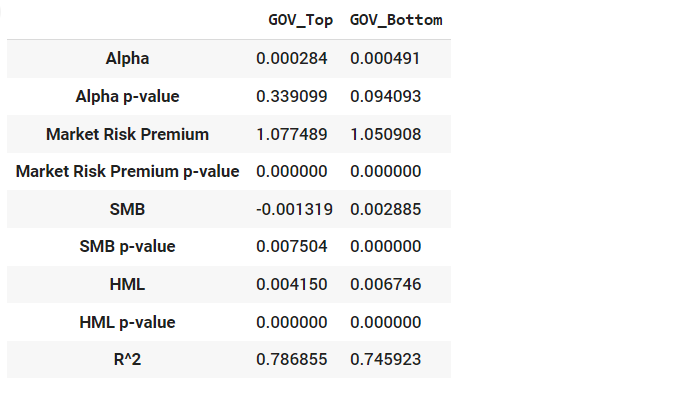 GOV_Top GOV_Bottom
Alpha 0.000284 0.000491
Alpha p-value 0.339099 0.094093
Market Risk Premium 1.077489 1.050908
Market Risk Premium p-value 0.000000 0.000000
SMB -0.001319 0.002885
SMB p-value 0.007504 0.000000
HML 0.004150 0.006746
HML p-value 0.000000 0.000000
R^2 0.786855 0.745923